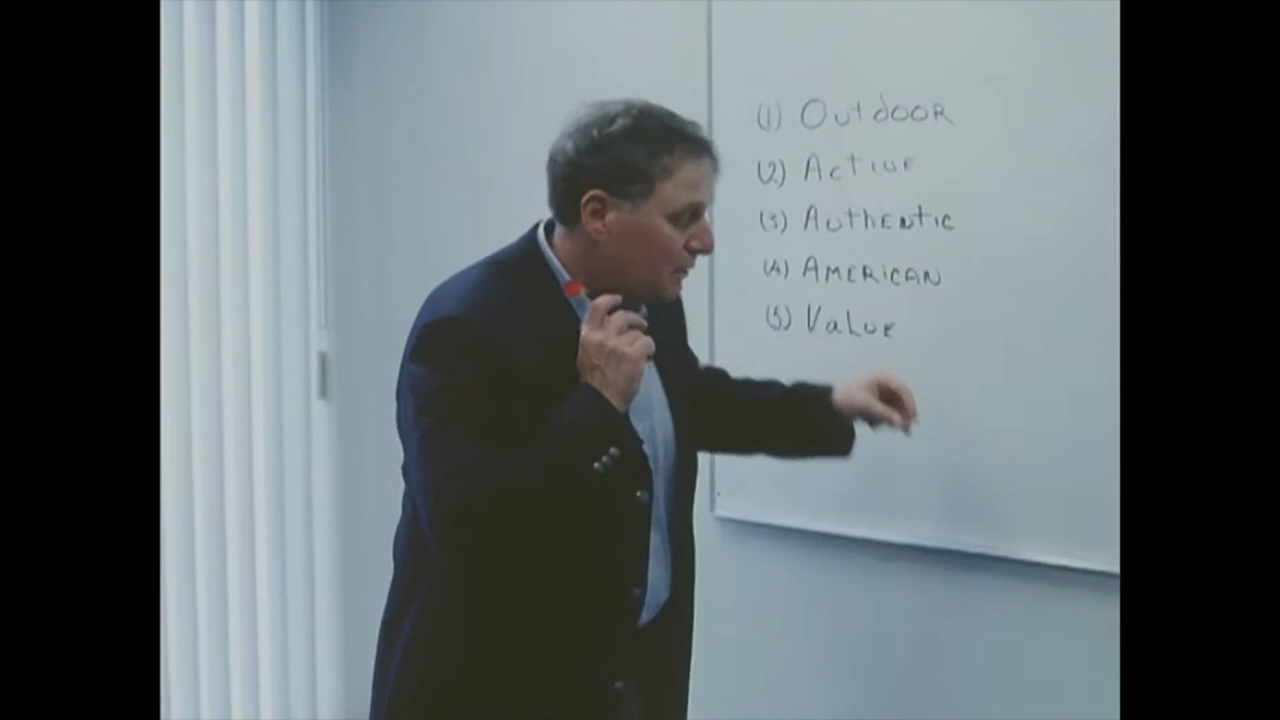 (1) Outdoor
(2) Active
(3) Authentic
(4) American
(5) Value